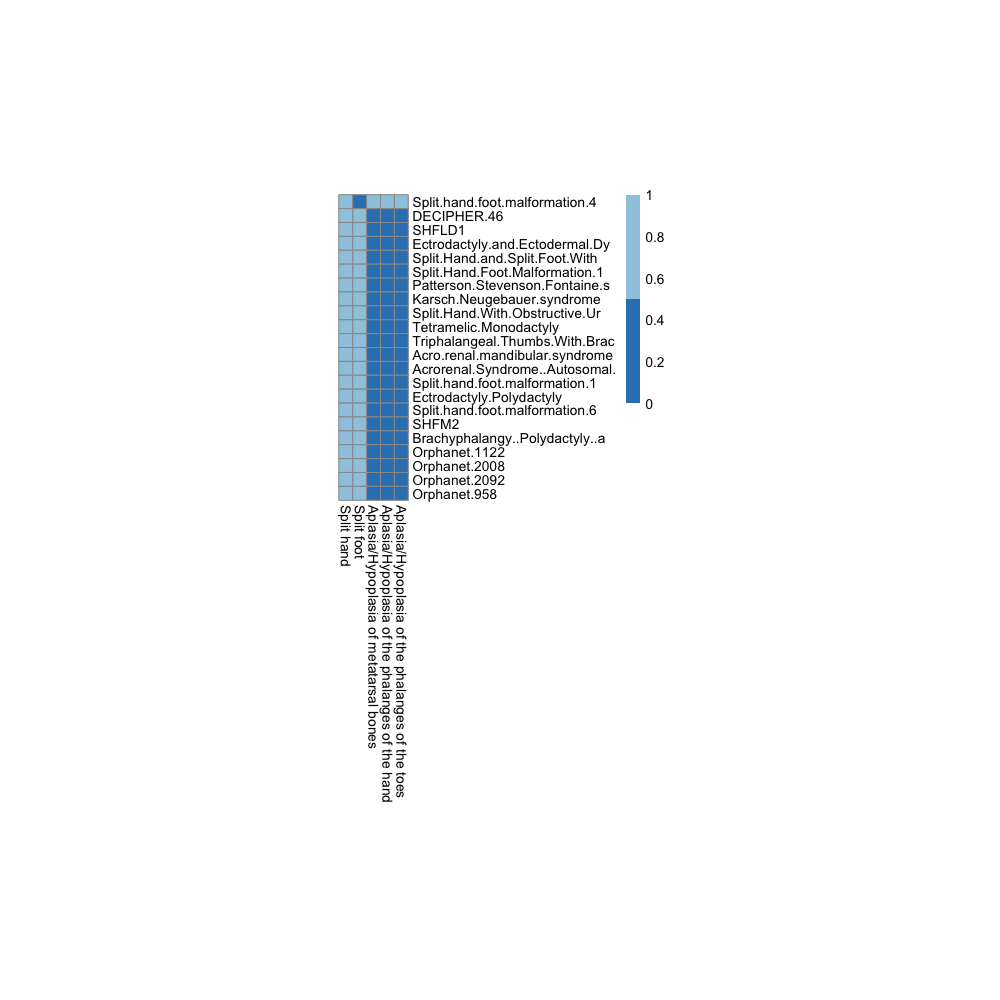 Split.hand.foot.malformation.4
DECIPHER.46
SHFLD1
Ectrodactyly.and.Ectodermal.Dy
Split.Hand.and.Split.Foot.With
Split.Hand.Foot.Malformation.1
Patterson.Stevenson.Fontaine.s
Karsch.Neugebauer.syndrome
Split.Hand.With.Obstructive.Ur
Tetramelic.Monodactyly
Triphalangeal.Thumbs.With.Brac
Acro.renal.mandibular.syndrome
Acrorenal.Syndrome..Autosomal.
Split.hand.foot.malformation.1
Ectrodactyly.Polydactyly
Split.hand.foot.malformation.6
SHFM2
Brachyphalangy..Polydactyly..a
Orphanet.1122
Orphanet.2008
Orphanet.2092
Orphanet.958
1
0.8
0.6
0.4
0.2
0
Split hand
Split foot
Aplasia/Hypoplasia of metatarsal bones
Aplasia/Hypoplasia of the phalanges of the hand
Aplasia/Hypoplasia of the phalanges of the toes